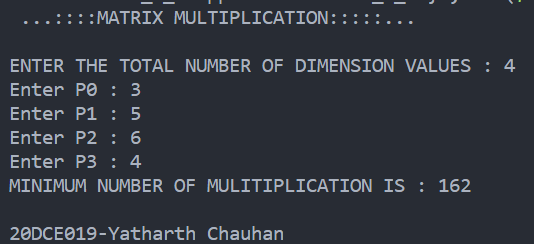 ...::::MATRIX MULTIPLICATION:::::...
ENTER THE TOTAL NUMBER OF DIMENSION VALUES : 4
Enter P0 : 3
Enter P1 : 5
Enter P2 : 6
Enter P3 : 4
MINIMUM NUMBER OF MULITIPLICATION IS : 162
20DCE019-Yatharth Chauhan